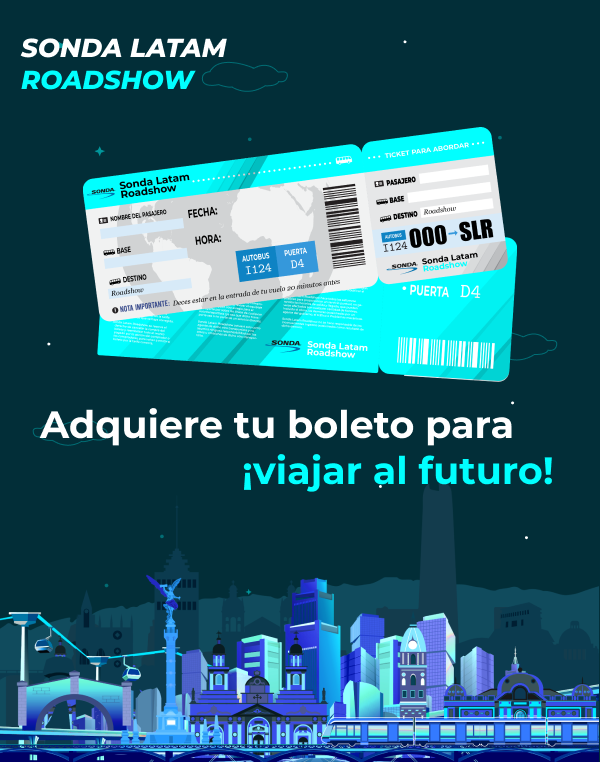 SONDA LATAM
ROADSHOW
SONDA Sonda Latam
Roadshow
NOMBRE DEL PASAJERO
BASE
DESTINO
Roadshow
FECHA:
HORA:
AUTOBUS
I124
PUERTA
D4
NOTA IMPORTANTE: Deces estar en la entrada de tu vuelo 20 minutos antes
TICKET PARA ABORDAR
PASAJERO
BASE
DESTINO Roadshow
AUTOBUS
I124
000 → SLR
SONDA Sonda Latam
Roadshow
* PUERTA D4
SONDA Sonda Latam
Roadshow
Adquiere tu boleto para
¡viajar al futuro!